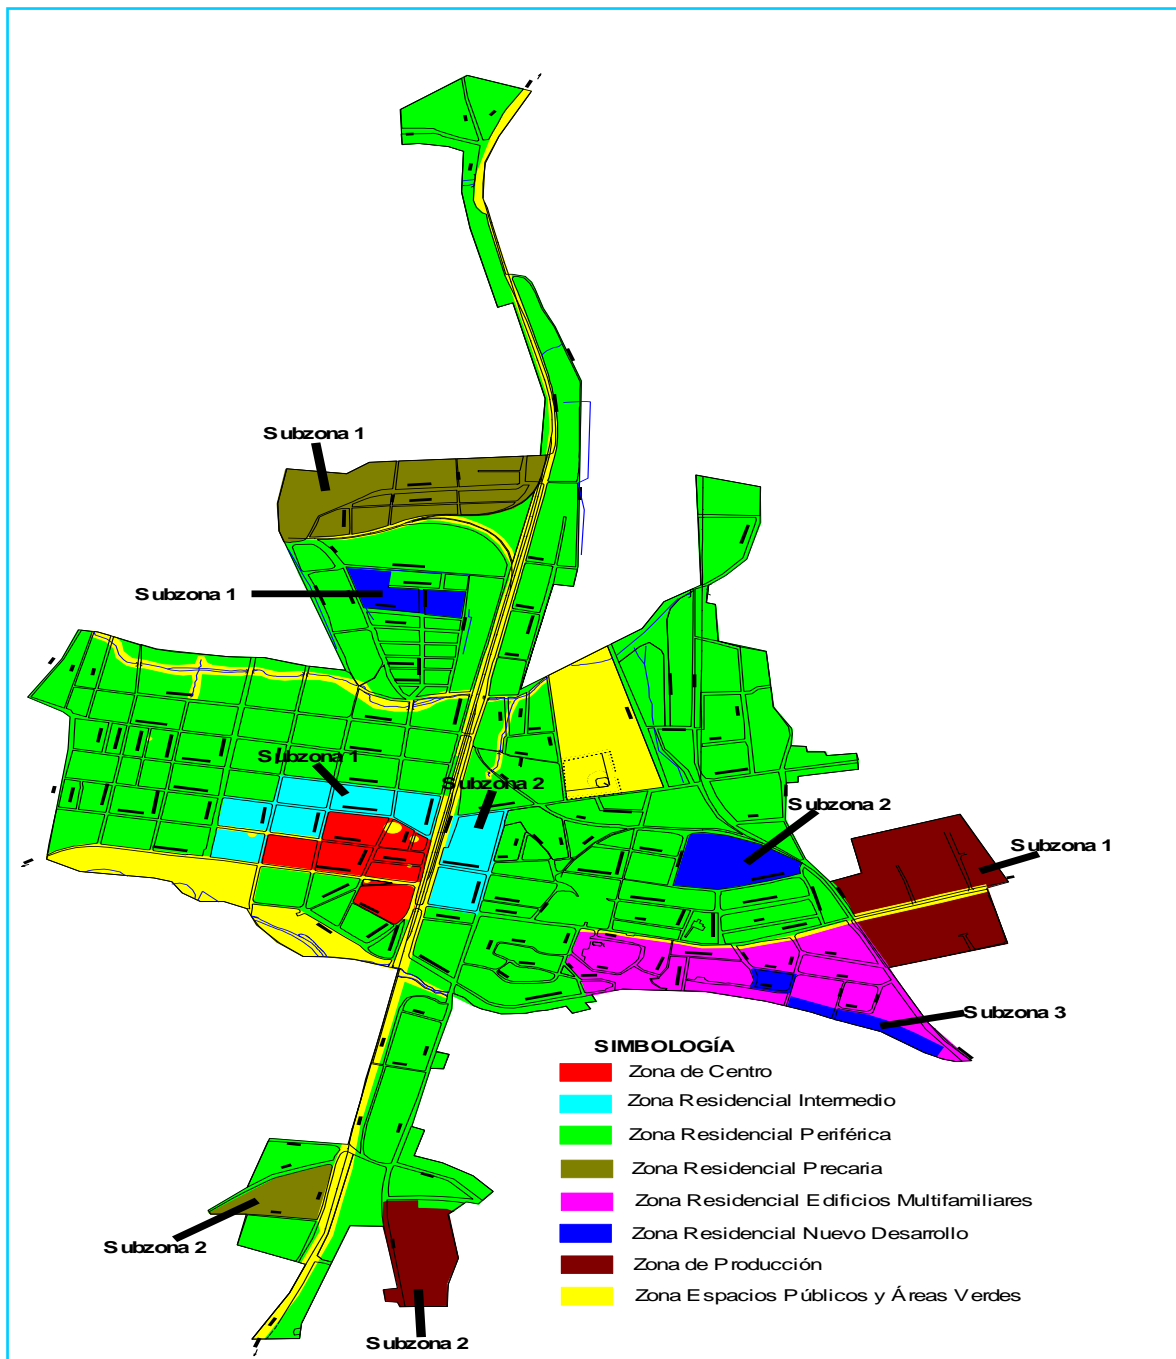 Subzona 1
Subzona 1
Subzona 1
Subzona 2
Subzona 2
Subzona 1
Subzona 3
SIMBOLOGÍA
Zona de Centro
Zona Residencial Intermedio
Zona Residencial Periférica
Zona Residencial Precaria
Zona Residencial Edificios Multifamiliares
Zona Residencial Nuevo Desarrollo
Zona de Producción
Zona Espacios Públicos y Áreas Verdes
Subzona 2
Subzona 2